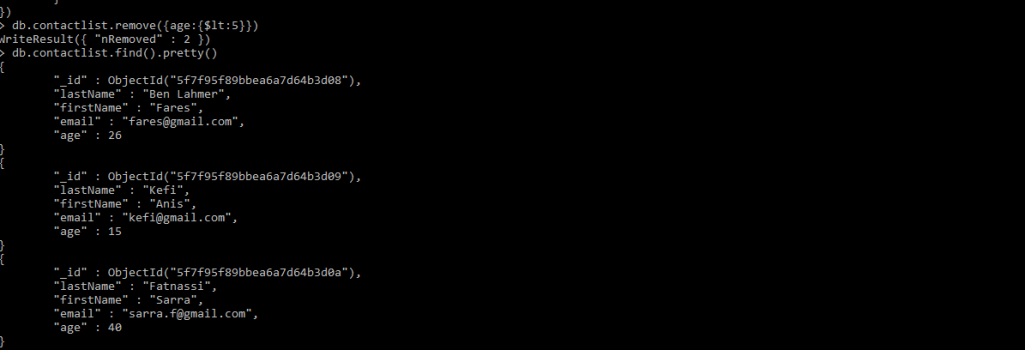 })
> db.contactlist.remove({age:{$lt:5}})
WriteResult({ "nRemoved" : 2 })
> db.contactlist.find().pretty()
{
        "_id" : ObjectId("5f7f95f89bbea6a7d64b3d08"),
        "lastName" : "Ben Lahmer",
        "firstName" : "Fares",
        "email" : "fares@gmail.com",
        "age" : 26
}
{
        "_id" : ObjectId("5f7f95f89bbea6a7d64b3d09"),
        "lastName" : "Kefi",
        "firstName" : "Anis",
        "email" : "kefi@gmail.com",
        "age" : 15
}
{
        "_id" : ObjectId("5f7f95f89bbea6a7d64b3d0a"),
        "lastName" : "Fatnassi",
        "firstName" : "Sarra",
        "email" : "sarra.f@gmail.com",
        "age" : 40
}